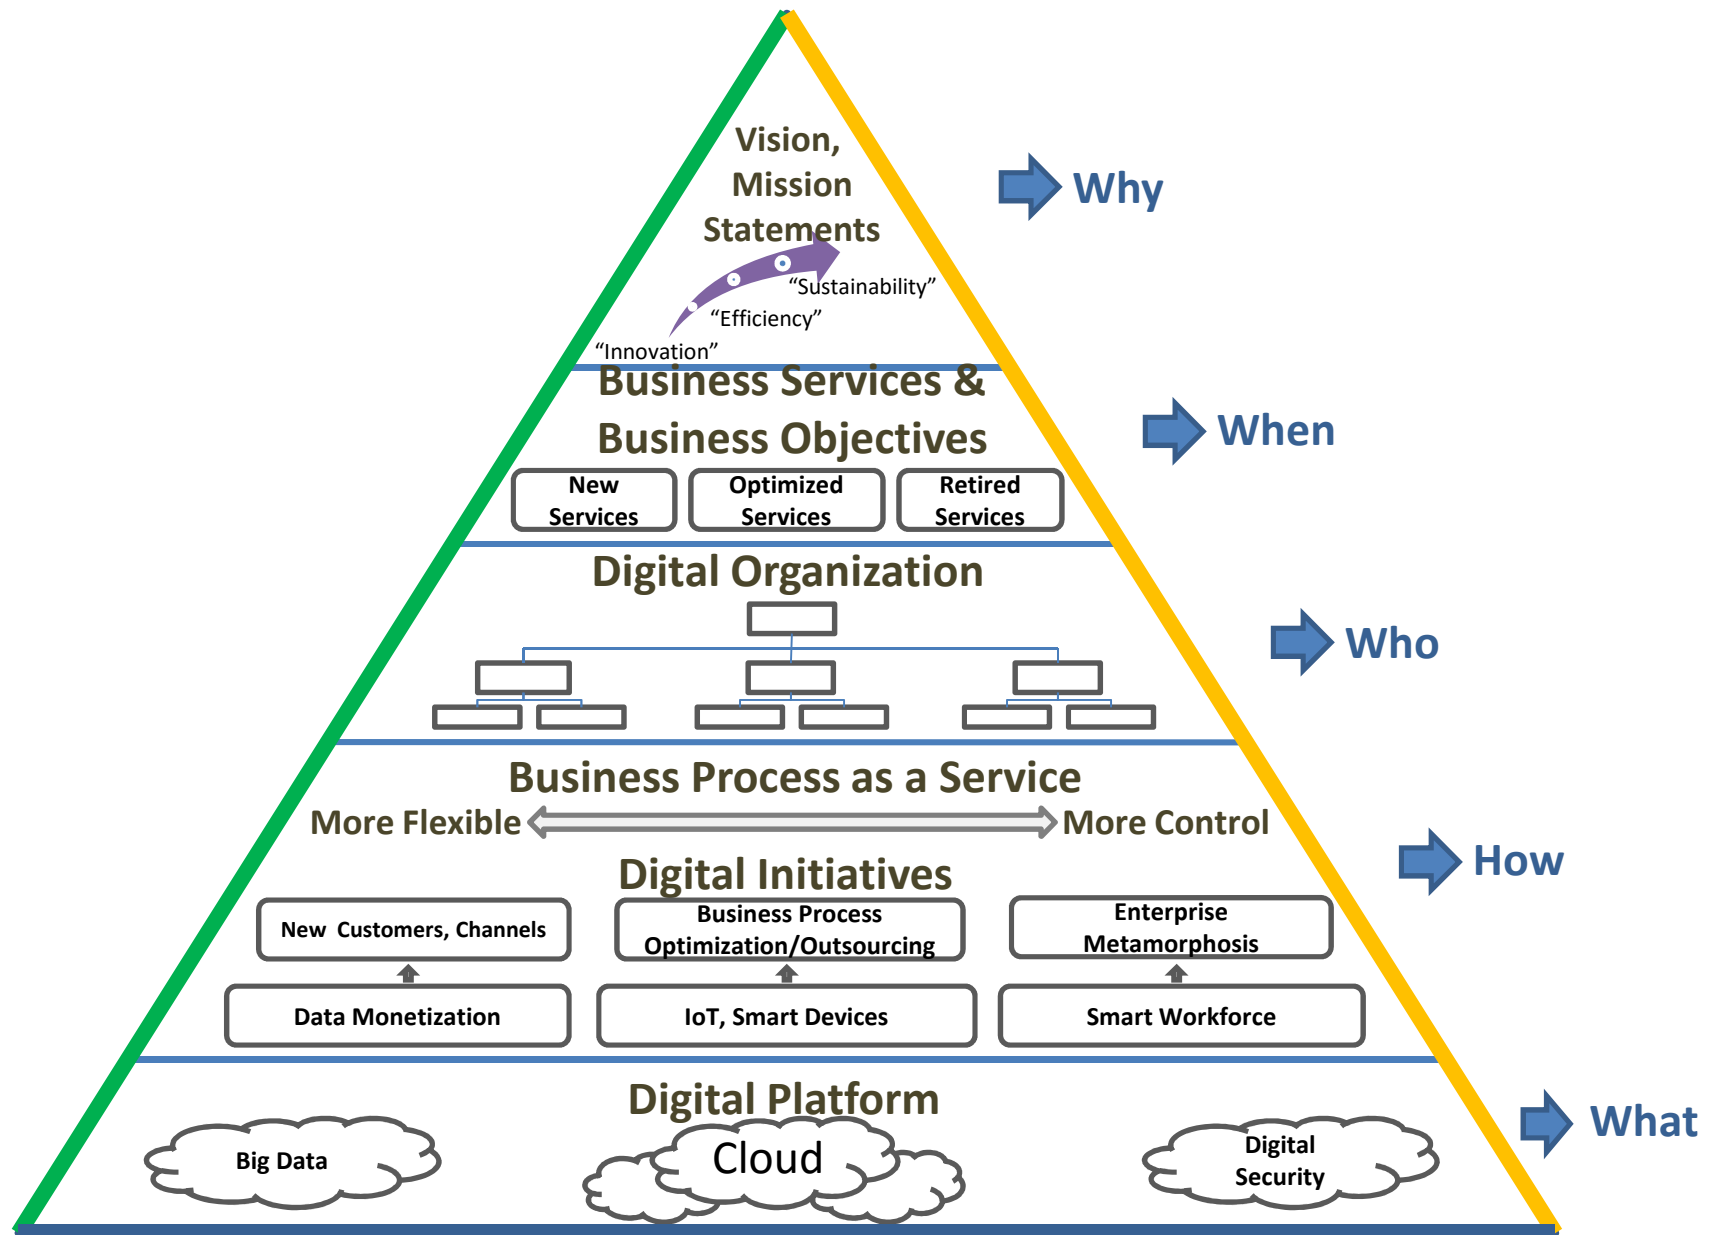 Vision,
Mission
Statements
“Sustainability”
“Efficiency”
“Innovation”
Why
Business Services &
Business Objectives
When
New
Services
Optimized
Services
Retired
Services
Digital Organization
Who
Business Process as a Service
More Flexible
More Control
How
Digital Initiatives
New  Customers, Channels
Business Process
Optimization/Outsourcing
Enterprise
Metamorphosis
Data Monetization
IoT, Smart Devices
Smart Workforce
Digital Platform
What
Big Data
Cloud
Digital
Security